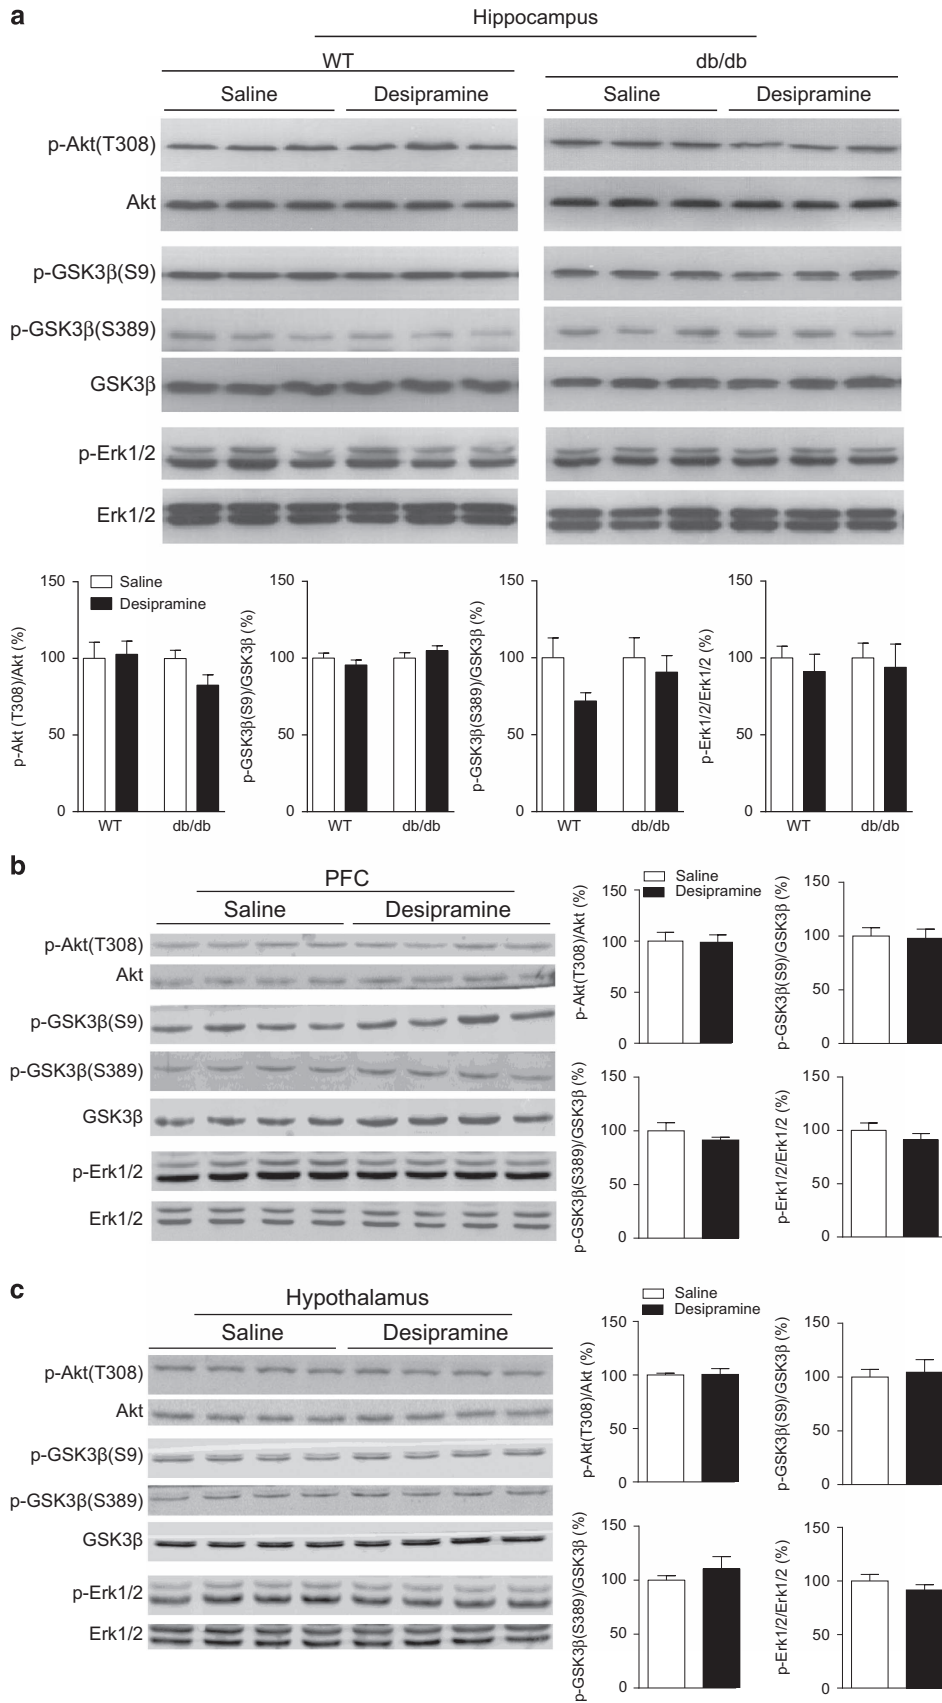 a
Hippocampus
WT
db/db
Saline
Desipramine
Saline
Desipramine
p-Akt(T308)
Akt
p-GSK3β(S9)
p-GSK3β(S389)
GSK3β
p-Erk1/2
Erk1/2
Saline
Desipramine
p-Akt (T308)/Akt (%)
150
100
50
0
WT
db/db
p-GSK3β(S9)/GSK3β (%)
150
100
50
0
WT
db/db
p-GSK3β(S389)/GSK3β (%)
150
100
50
0
WT
db/db
p-Erk1/2/Erk1/2 (%)
150
100
50
0
WT
db/db
b
PFC
Saline
Desipramine
p-Akt(T308)
Akt
p-GSK3β(S9)
p-GSK3β(S389)
GSK3β
p-Erk1/2
Erk1/2
Saline
Desipramine
p-Akt(T308)/Akt (%)
150
100
50
0
p-GSK3β(S9)/GSK3β (%)
150
100
50
0
p-GSK3β(S389)/GSK3β (%)
150
100
50
0
p-Erk1/2/Erk1/2 (%)
150
100
50
0
c
Hypothalamus
Saline
Desipramine
p-Akt(T308)
Akt
p-GSK3β(S9)
p-GSK3β(S389)
GSK3β
p-Erk1/2
Erk1/2
Saline
Desipramine
p-Akt(T308)/Akt (%)
150
100
50
0
p-GSK3β(S9)/GSK3β (%)
150
100
50
0
p-GSK3β(S389)/GSK3β (%)
150
100
50
0
p-Erk1/2/Erk1/2 (%)
150
100
50
0